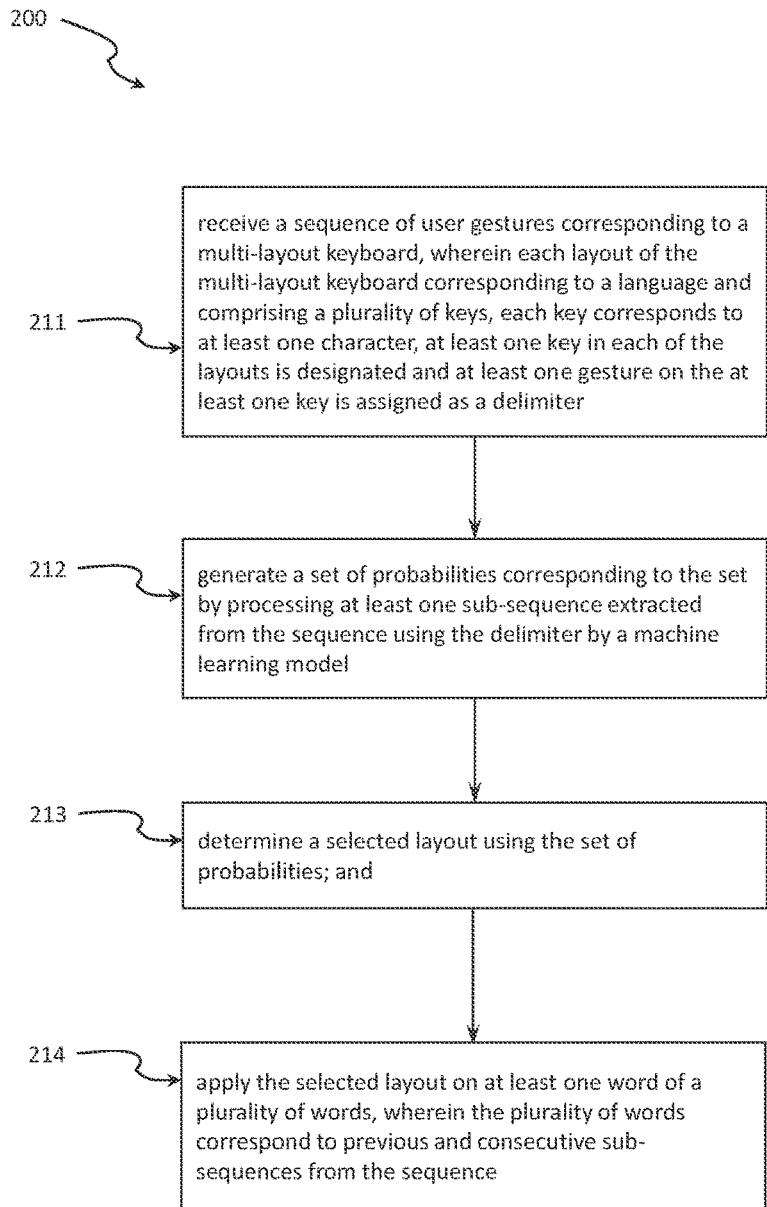 200
211
receive a sequence of user gestures corresponding to a
multi-layout keyboard, wherein each layout of the
multi-layout keyboard corresponding to a language and
comprising a plurality of keys, each key corresponds to
at least one character, at least one key in each of the
layouts is designated and at least one gesture on the at
least one key is assigned as a delimiter
212
generate a set of probabilities corresponding to the set
by processing at least one sub-sequence extracted
from the sequence using the delimiter by a machine
learning model
213
determine a selected layout using the set of
probabilities; and
214
apply the selected layout on at least one word of a
plurality of words, wherein the plurality of words
correspond to previous and consecutive sub-
sequences from the sequence